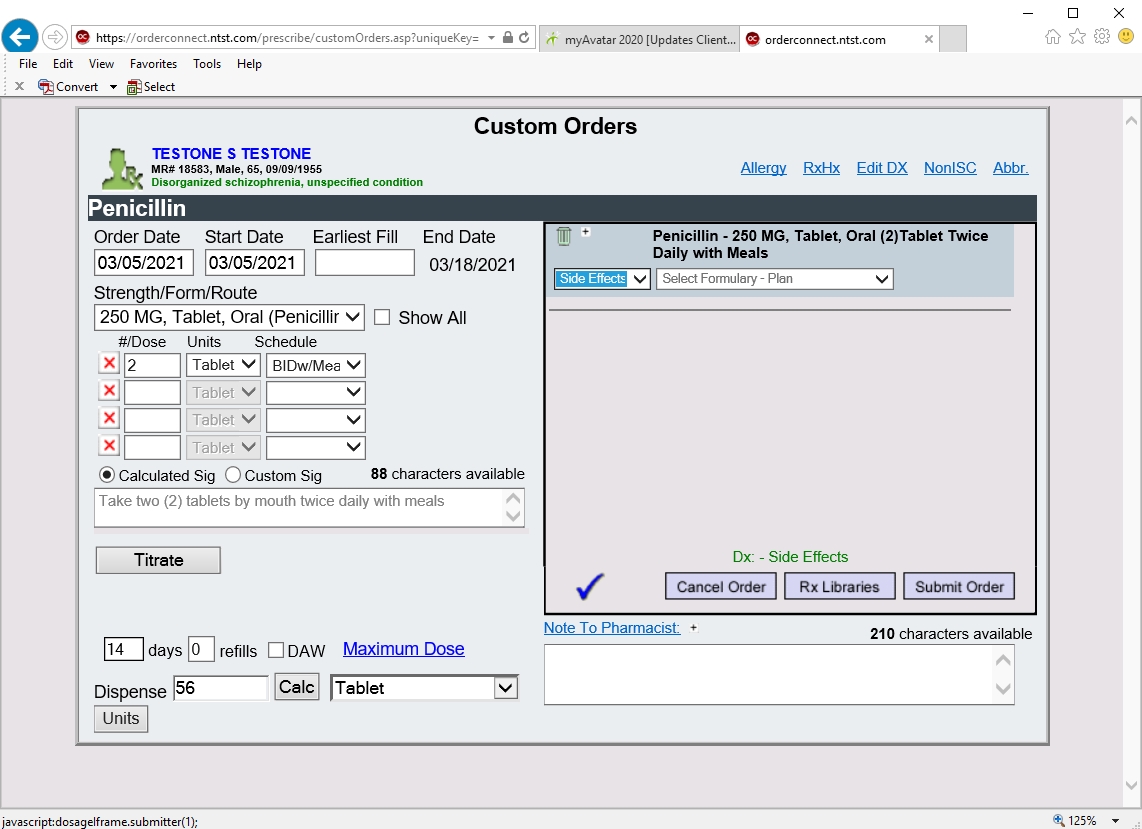 https://orderconnect.ntst.com/prescribe/customOrders.asp?uniqueKey=
myAvatar 2020 [Updates Client...
orderconnect.ntst.com
File Edit View Favorites Tools Help
x Convert Select
Custom Orders
TESTONE S TESTONE
MR# 18583, Male, 65, 09/09/1955
Disorganized schizophrenia, unspecified condition
Allergy RxHx Edit DX NonISC Abbr.
Penicillin
Order Date Start Date Earliest Fill End Date
03/05/2021 03/05/2021 03/18/2021
Strength/Form/Route
250 MG, Tablet, Oral (Penicillir Show All
#/Dose Units Schedule
2 Tablet BIDw/Mea
Tablet
Tablet
Tablet
Calculated Sig Custom Sig 88 characters available
Take two (2) tablets by mouth twice daily with meals
Titrate
14 days 0 refills DAW Maximum Dose
Dispense 56 Calc Tablet
Units
+
Penicillin - 250 MG, Tablet, Oral (2)Tablet Twice
Daily with Meals
Side Effects Select Formulary - Plan
Dx: - Side Effects
Cancel Order Rx Libraries Submit Order
Note To Pharmacist: + 210 characters available
javascript:dosageIframe.submitter(1);
125%